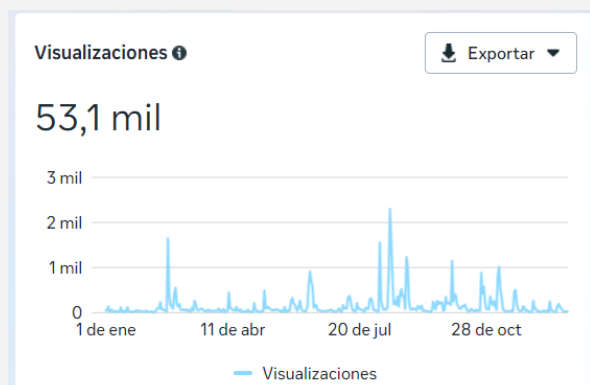 Visualizaciones
Exportar
53,1 mil
3 mil
2 mil
1 mil
0
1 de ene
11 de abr
20 de jul
28 de oct
Visualizaciones